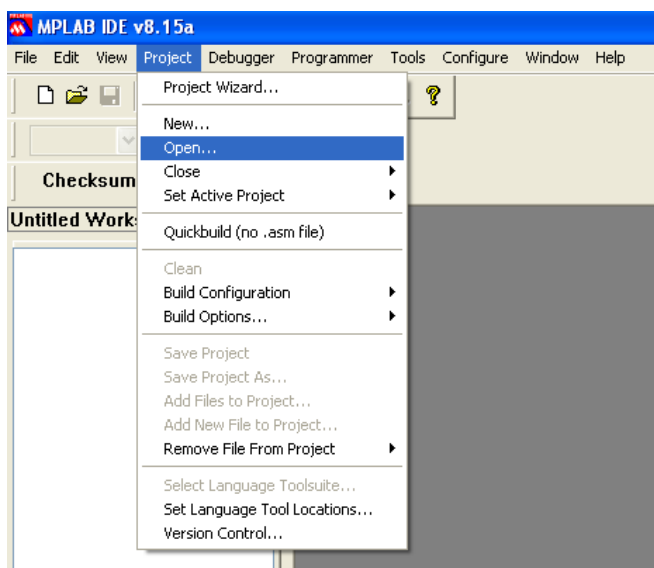 MPLAB IDE v8.15a
File Edit View Project Debugger Programmer Tools Configure Window Help
Project Wizard...
New...
Open...
Close
Checksum
Set Active Project
Untitled Works
Quickbuild (no .asm file)
Clean
Build Configuration
Build Options...
Save Project
Save Project As...
Add Files to Project...
Add New File to Project...
Remove File From Project
Select Language Toolsuite...
Set Language Tool Locations...
Version Control...